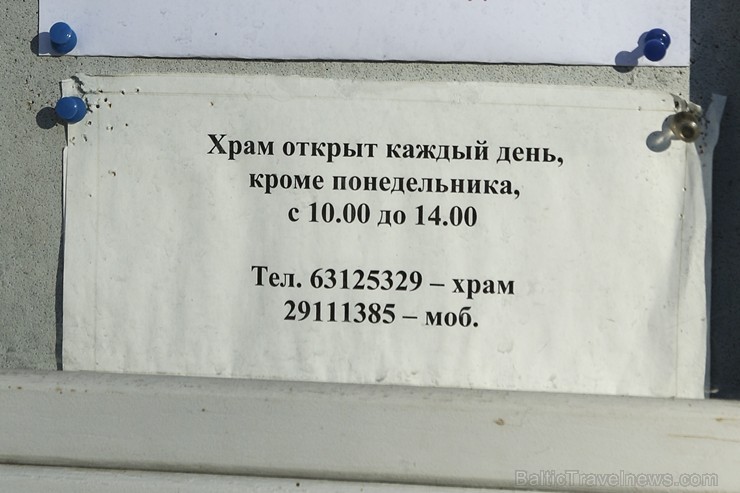 Храм открыт каждый день,
кроме понедельника,
с 10.00 до 14.00
Тел. 63125329 – храм
29111385 – моб.
BalticTravelnews.com